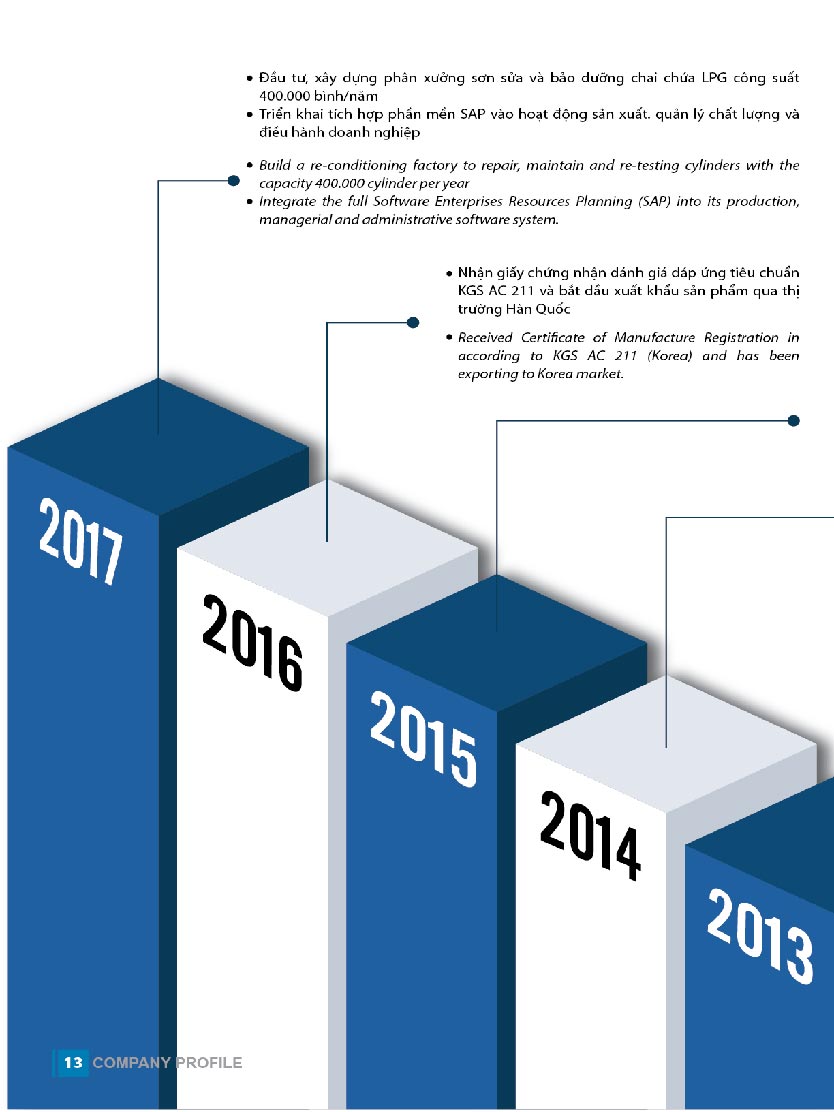 • Đầu tư, xây dựng phân xưởng sơn sửa và bảo dưỡng chai chứa LPG công suất
400.000 bình/năm
• Triển khai tích hợp phần mền SAP vào hoạt động sản xuất. quản lý chất lượng và
điều hành doanh nghiệp
• Build a re-conditioning factory to repair, maintain and re-testing cylinders with the
capacity 400.000 cylinder per year
• Integrate the full Software Enterprises Resources Planning (SAP) into its production,
managerial and administrative software system.
• Nhận giấy chứng nhận dánh giá dáp ứng tiêu chuẩn
KGS AC 211 và bắt dầu xuất khẩu sản phẩm qua thị
trường Hàn Quốc
• Received Certificate of Manufacture Registration in
according to KGS AC 211 (Korea) and has been
exporting to Korea market.
2017
2016
2015
2014
2013
13 COMPANY PROFILE